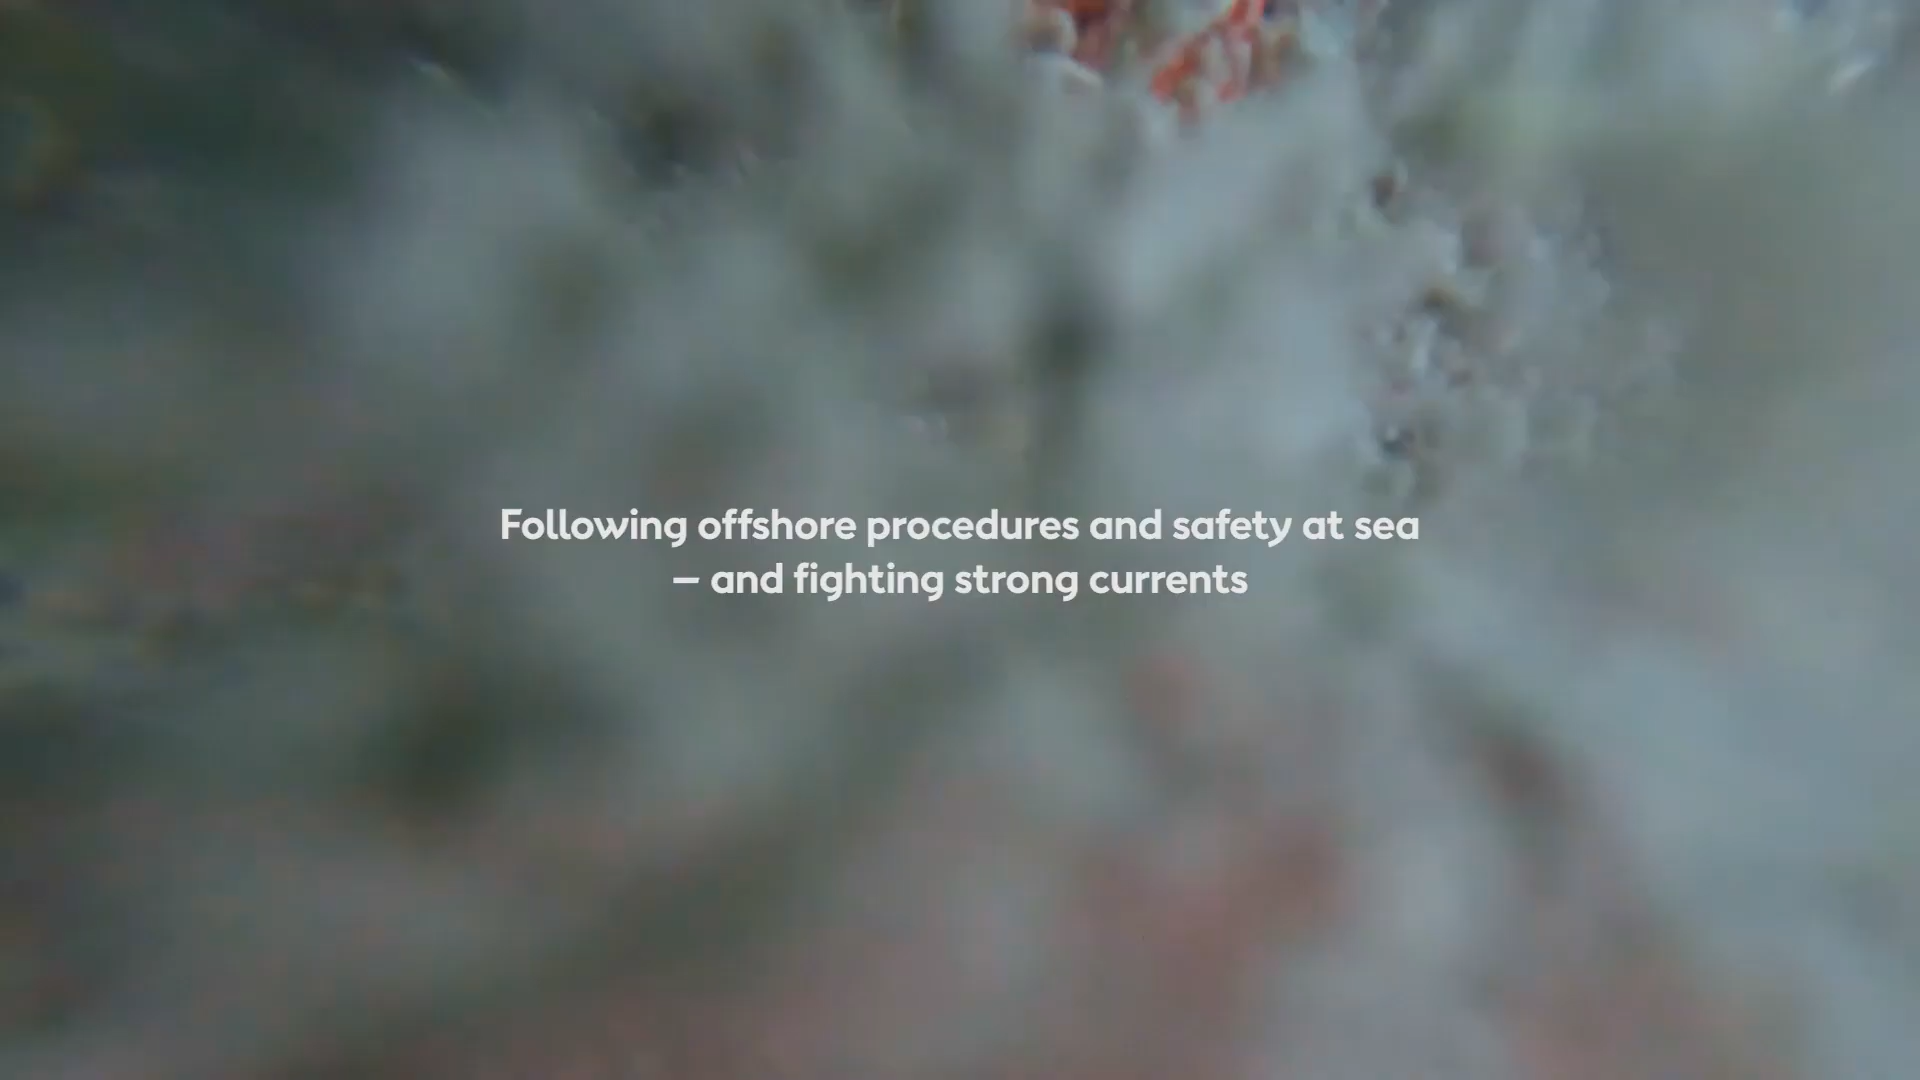 Following offshore procedures and safety at sea
– and fighting strong currents